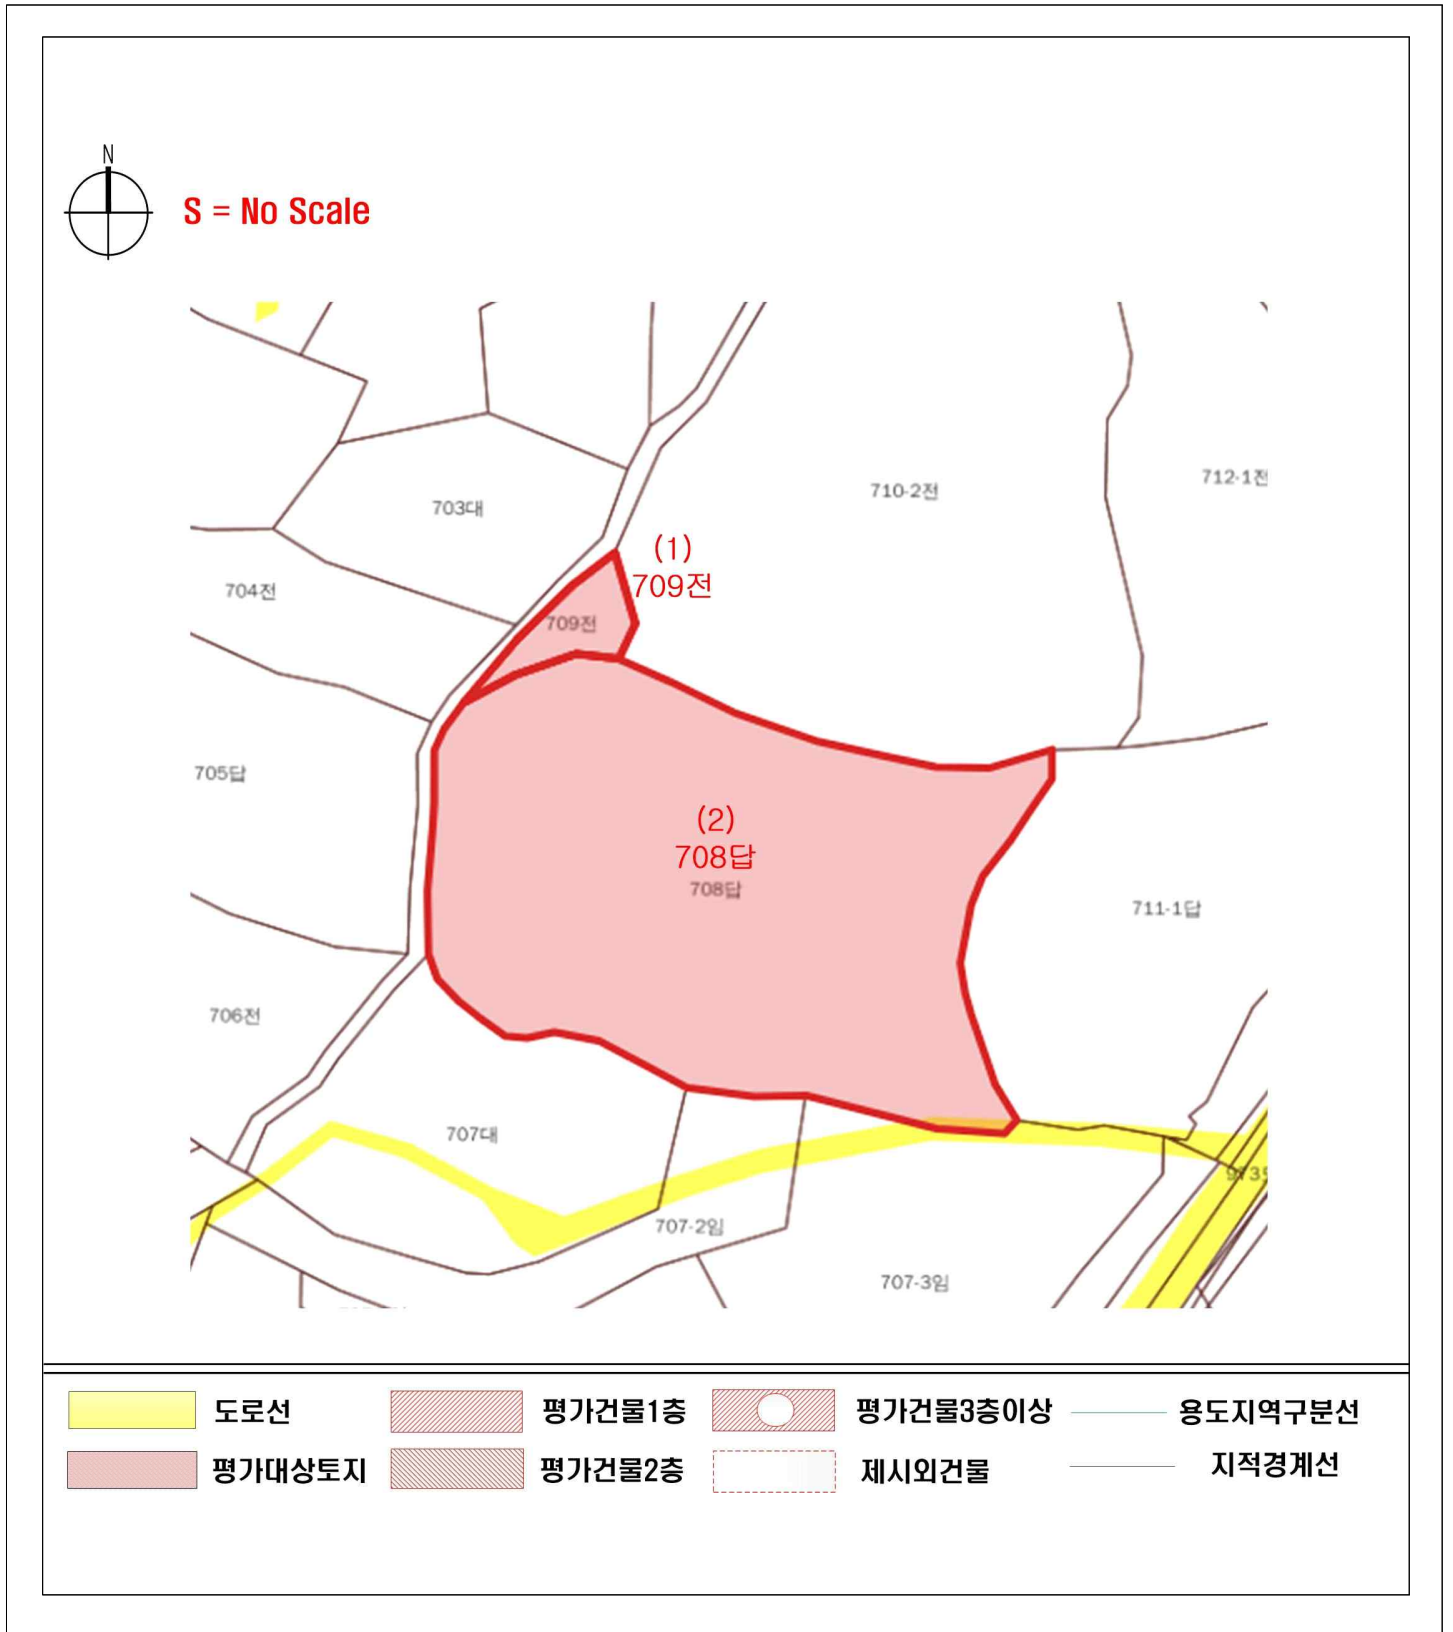 N
S = No Scale
710-2전
712-1전
703대
(1)
709전
704전
709전
705답
(2)
708답
708답
711-1답
706전
707대
707-2임
707-3임
도로선
평가건물1층
평가건물3층이상
용도지역구분선
평가대상토지
평가건물2층
제시외건물
지적경계선